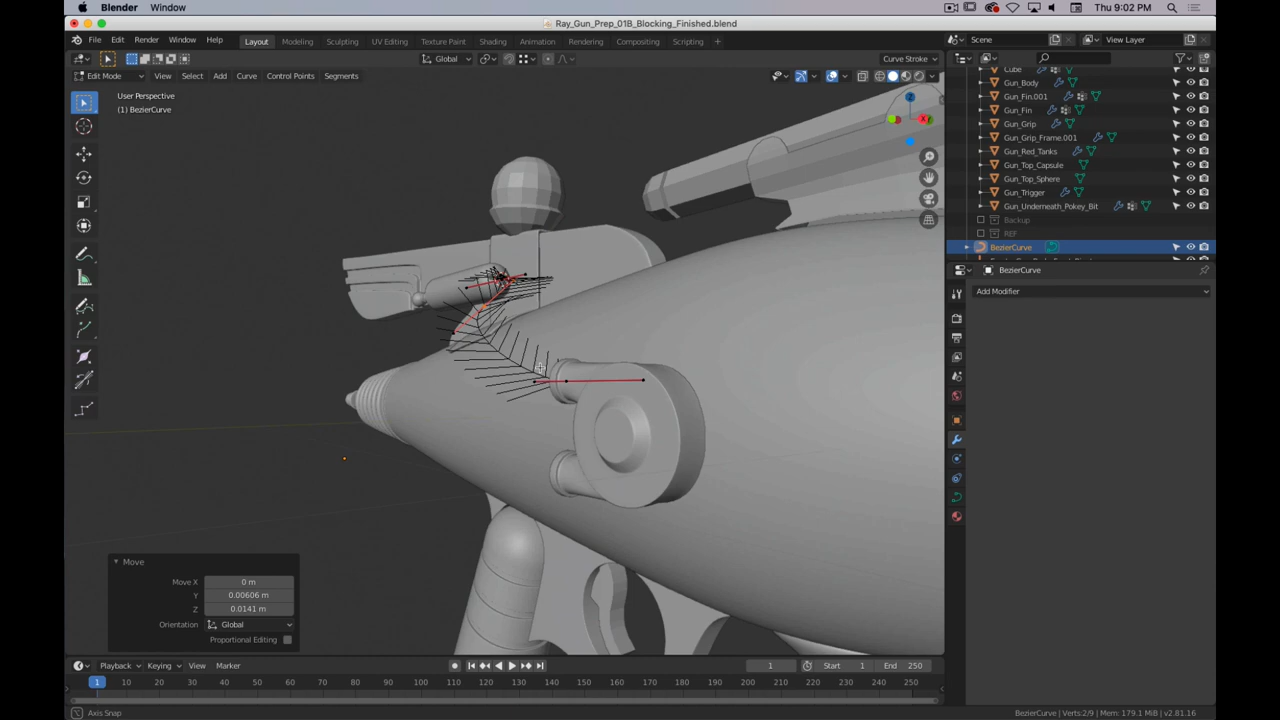 Blender Window Thu 9:02 PM
Ray_Gun_Prep_01B_Blocking_Finished.blend
File Edit Render Window Help Layout Modeling Sculpting UV Editing Texture Paint Shading Animation Rendering Compositing Scripting + Scene View Layer
Global Curve Stroke
Edit Mode View Select Add Curve Control Points Segments
User Perspective
(1) BezierCurve
Cube
Gun_Body
Gun_Fin.001
Gun_Fin
Gun_Grip
Gun_Grip_Frame.001
Gun_Red_Tanks
Gun_Top_Capsule
Gun_Top_Sphere
Gun_Trigger
Gun_Underneath_Pokey_Bit
Backup
REF
BezierCurve
BezierCurve
Add Modifier
X
Z
Move
Move X 0 m
Y 0.00606 m
Z 0.0141 m
Orientation Global
Proportional Editing
Playback Keying View Marker 1 Start 1 End 250
1 10 20 30 40 50 60 70 80 90 100 110 120 130 140 150 160 170 180 190 200 210 220 230 240 250
Axis Snap BezierCurve | Verts:2/9 | Mem: 179.1 MiB | v2.81.16